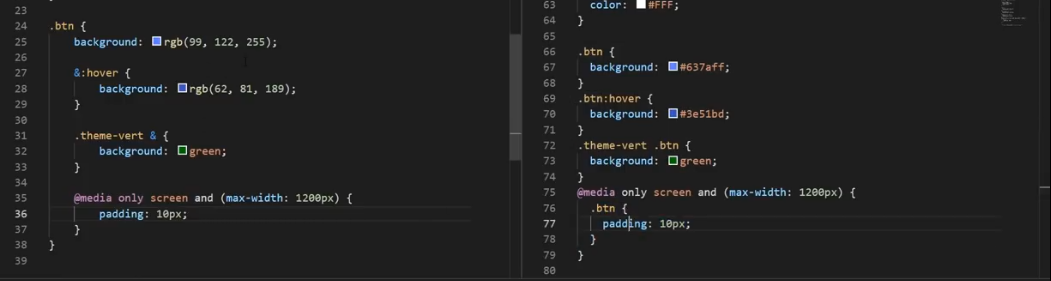 23
24 .btn {
25 background: rgb(99, 122, 255);
26
27 &:hover {
28 background: rgb(62, 81, 189);
29 }
30
31 .theme-vert & {
32 background: green;
33 }
34
35 @media only screen and (max-width: 1200px) {
36 padding: 10px;
37 }
38 }
39
63 color: #FFF;
64 }
65
66 .btn {
67 background: #637aff;
68 }
69 .btn:hover {
70 background: #3e51bd;
71 }
72 .theme-vert .btn {
73 background: green;
74 }
75 @media only screen and (max-width: 1200px) {
76 .btn {
77 padding: 10px;
78 }
79 }
80